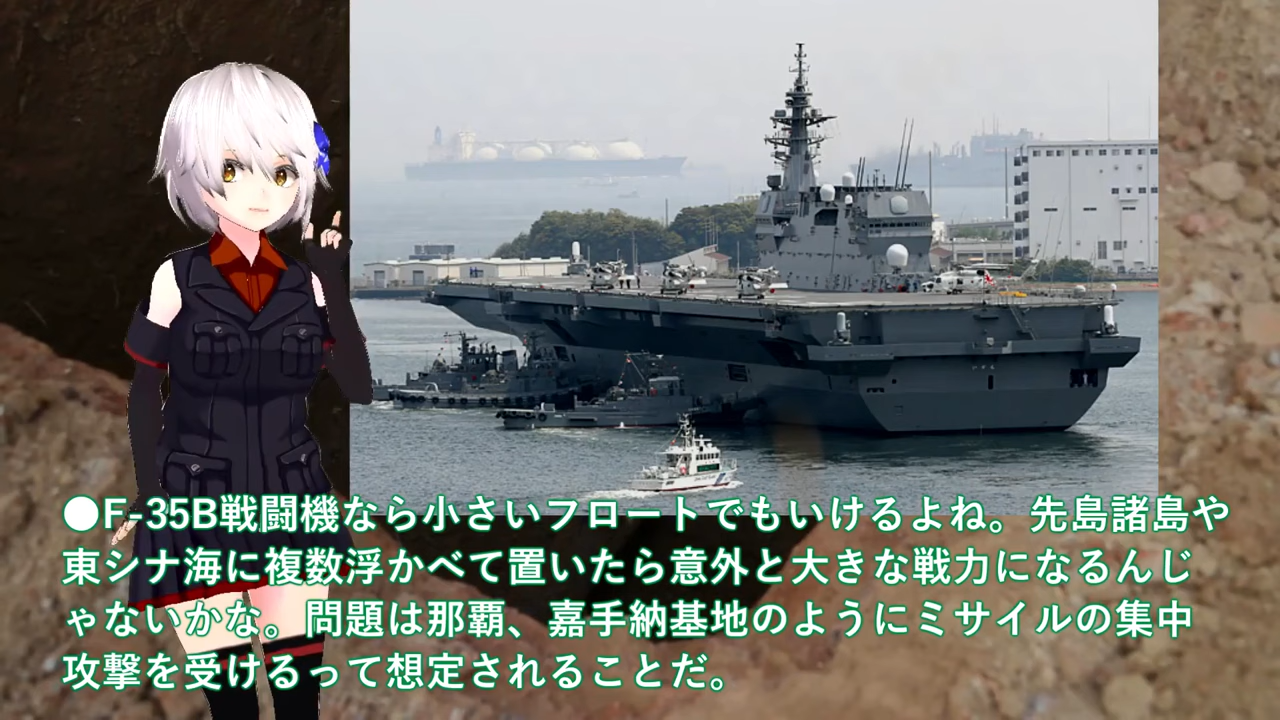 ●F-35B戦闘機なら小さいフロートでもいけるよね。先島諸島や
東シナ海に複数浮かべて置いたら意外と大きな戦力になるんじ
ゃないかな。問題は那覇、嘉手納基地のようにミサイルの集中
攻撃を受けるって想定されることだ。